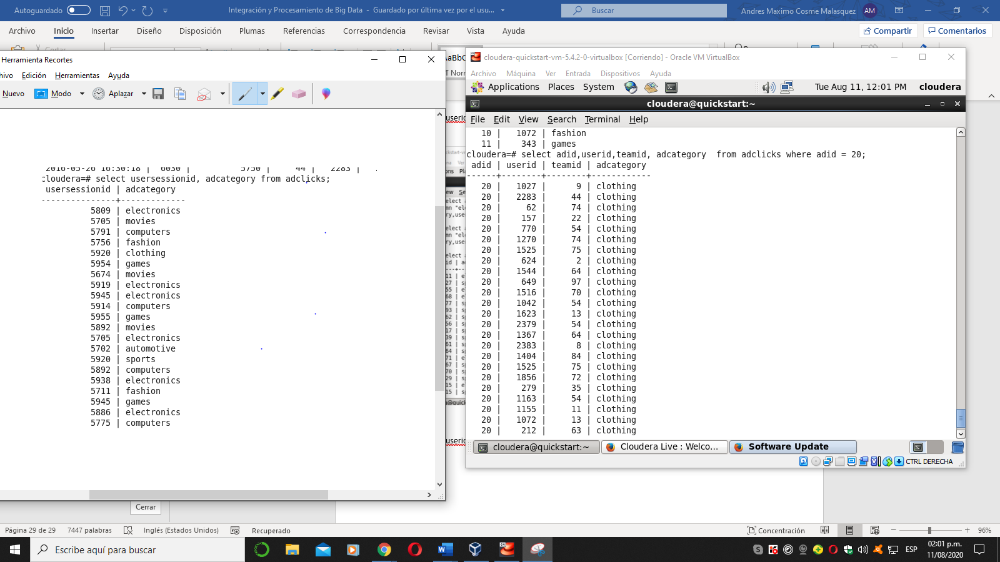 Autoguardado
Integración y Procesamiento de Big Data - Guardado por última vez por el usu...
Buscar
Andres Maximo Cosme Malasquez
AM
Archivo Inicio Insertar Diseño Disposición Plumas Referencias Correspondencia Revisar Vista Ayuda
Compartir
Comentarios
Cortar
Herramienta Recortes
hivo Edición Herramientas Ayuda
Nuevo Modo Aplazar
2016-05-26 16:30:18 | 6030 | 5750 | 44 | 2283 |
cloudera=# select usersessionid, adcategory from adclicks;
usersessionid | adcategory
---------------+-------------
5809 | electronics
5705 | movies
5791 | computers
5756 | fashion
5920 | clothing
5954 | games
5674 | movies
5919 | electronics
5945 | electronics
5914 | computers
5955 | games
5892 | movies
5705 | electronics
5702 | automotive
5920 | sports
5892 | computers
5938 | electronics
5711 | fashion
5945 | games
5886 | electronics
5775 | computers
Cerrar
aBbC
¶ Norr
userid
userid
cloudera-quickstart-vm-5.4.2-0-virtualbox [Corriendo] - Oracle VM VirtualBox
Archivo Máquina Ver Entrada Dispositivos Ayuda
Applications Places System
Tue Aug 11, 12:01 PM cloudera
cloudera@quickstart:~
File Edit View Search Terminal Help
10 | 1072 | fashion
11 | 343 | games
cloudera=# select adid,userid,teamid, adcategory  from adclicks where adid = 20;
adid | userid | teamid | adcategory
------+--------+--------+------------
20 | 1027 | 9 | clothing
20 | 2283 | 44 | clothing
20 | 62 | 74 | clothing
20 | 157 | 22 | clothing
20 | 770 | 54 | clothing
20 | 1270 | 74 | clothing
20 | 1525 | 75 | clothing
20 | 624 | 2 | clothing
20 | 1544 | 64 | clothing
20 | 649 | 97 | clothing
20 | 1516 | 70 | clothing
20 | 1042 | 54 | clothing
20 | 1623 | 13 | clothing
20 | 2379 | 54 | clothing
20 | 1367 | 64 | clothing
20 | 2383 | 8 | clothing
20 | 1404 | 84 | clothing
20 | 1525 | 75 | clothing
20 | 1856 | 72 | clothing
20 | 279 | 35 | clothing
20 | 1163 | 54 | clothing
20 | 1155 | 11 | clothing
20 | 1072 | 13 | clothing
20 | 212 | 63 | clothing
cloudera@quickstart:~
Cloudera Live : Welco...
Software Update
CTRL DERECHA
Página 29 de 29 7447 palabras Inglés (Estados Unidos) Recuperado
Concentración
96%
Escribe aquí para buscar
ESP
02:01 p.m.
11/08/2020